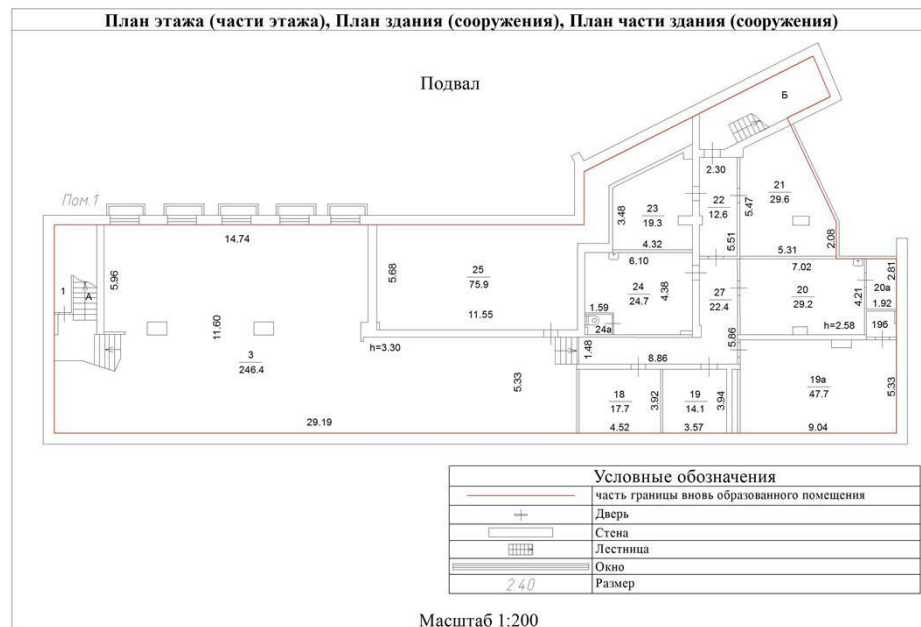 План этажа (части этажа), План здания (сооружения), План части здания (сооружения)
Подвал
Б
Пом.1
2.30
21
29.6
22
12.6
5.47
23
19.3
3.48
5.51
2.08
4.32
5.31
14.74
5.96
5.68
25
75.9
11.55
6.10
24
24.7
4.38
1.59
24а
27
22.4
7.02
20
29.2
4.21
h=2.58
2.81
20а
1.92
19б
1
А
11.60
3
246.4
h=3.30
5.33
1.48
8.86
5.86
19а
47.7
5.33
9.04
18
17.7
3.92
4.52
19
14.1
3.94
3.57
29.19
Условные обозначения
часть границы вновь образованного помещения
Дверь
Стена
Лестница
Окно
2.40
Размер
Масштаб 1:200